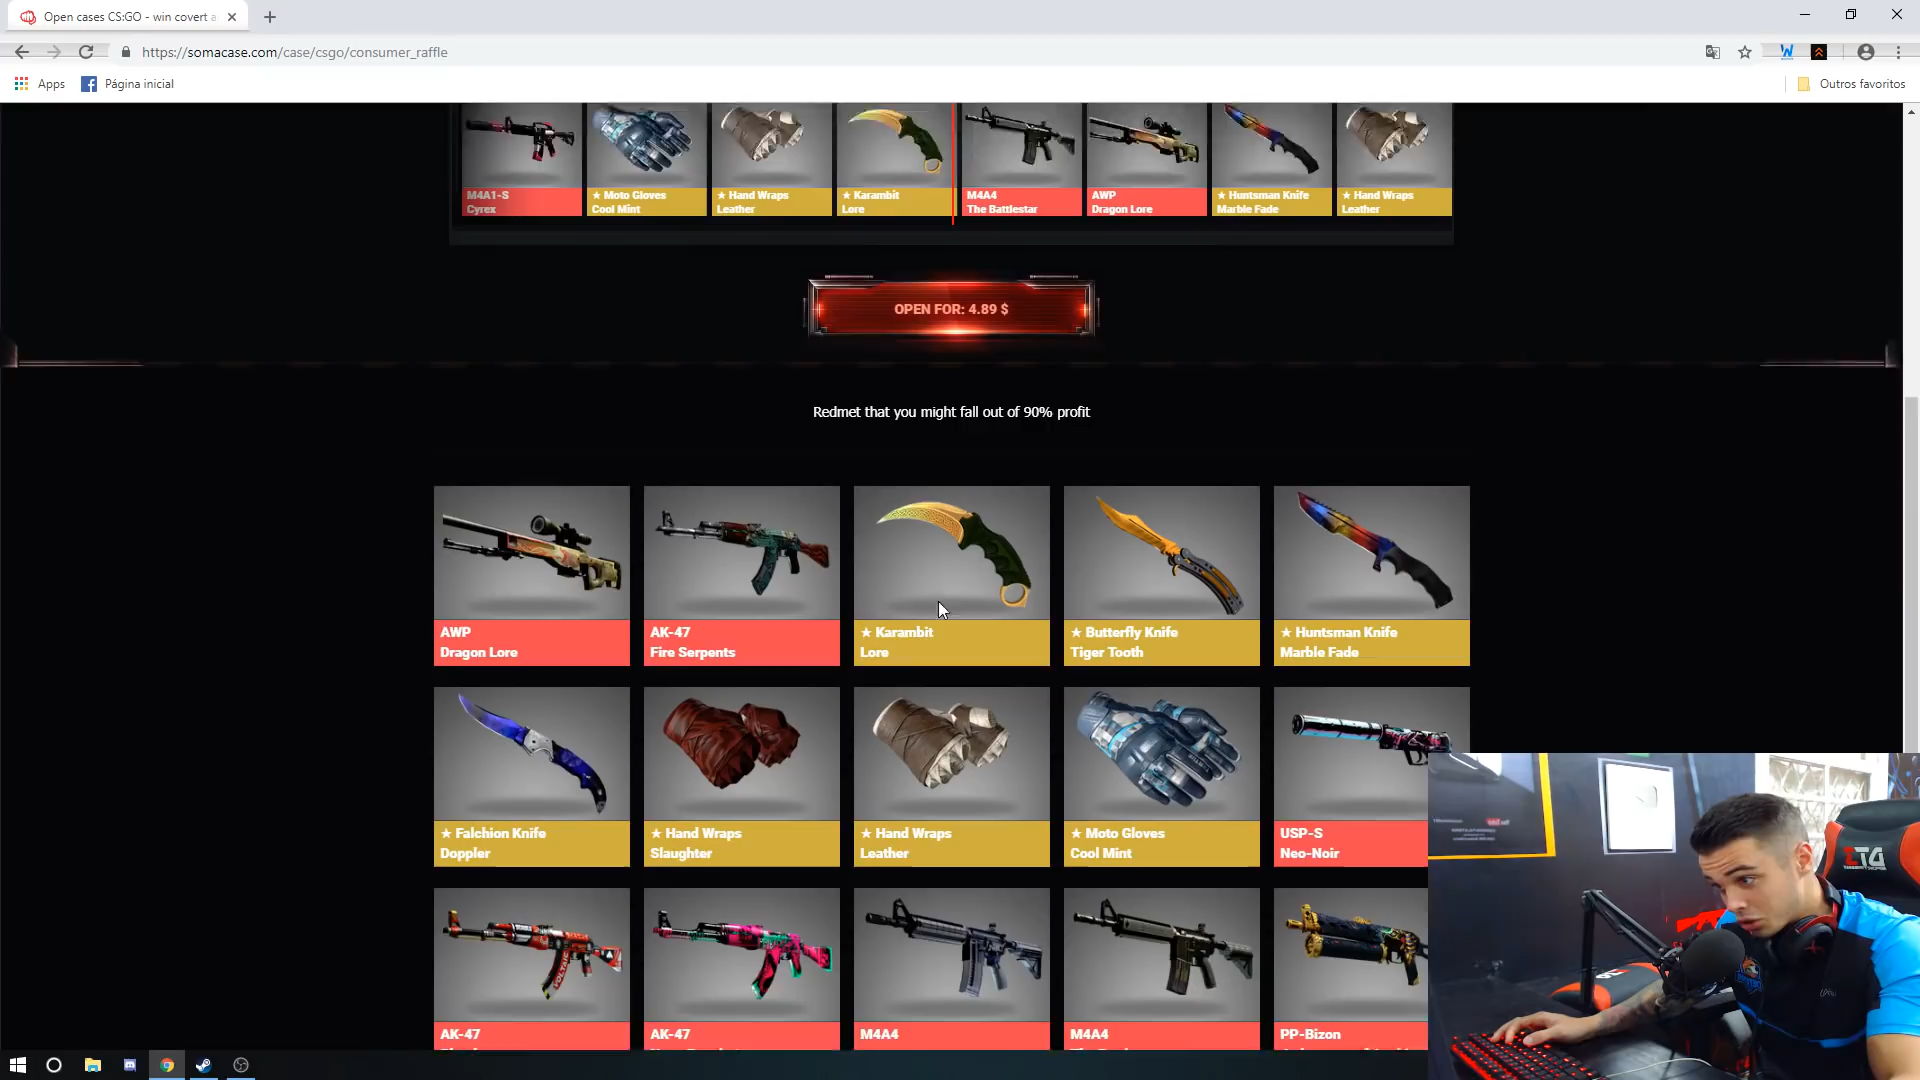 Open cases CS:GO - win covert a
https://somacase.com/case/csgo/consumer_raffle
Apps
Página inicial
Outros favoritos
M4A1-S
Cyrex
★ Moto Gloves
Cool Mint
★ Hand Wraps
Leather
★ Karambit
Lore
M4A4
The Battlestar
AWP
Dragon Lore
★ Huntsman Knife
Marble Fade
★ Hand Wraps
Leather
OPEN FOR: 4.89 $
Redmet that you might fall out of 90% profit
AWP
Dragon Lore
AK-47
Fire Serpents
★ Karambit
Lore
★ Butterfly Knife
Tiger Tooth
★ Huntsman Knife
Marble Fade
★ Falchion Knife
Doppler
★ Hand Wraps
Slaughter
★ Hand Wraps
Leather
★ Moto Gloves
Cool Mint
USP-S
Neo-Noir
AK-47
AK-47
M4A4
M4A4
PP-Bizon